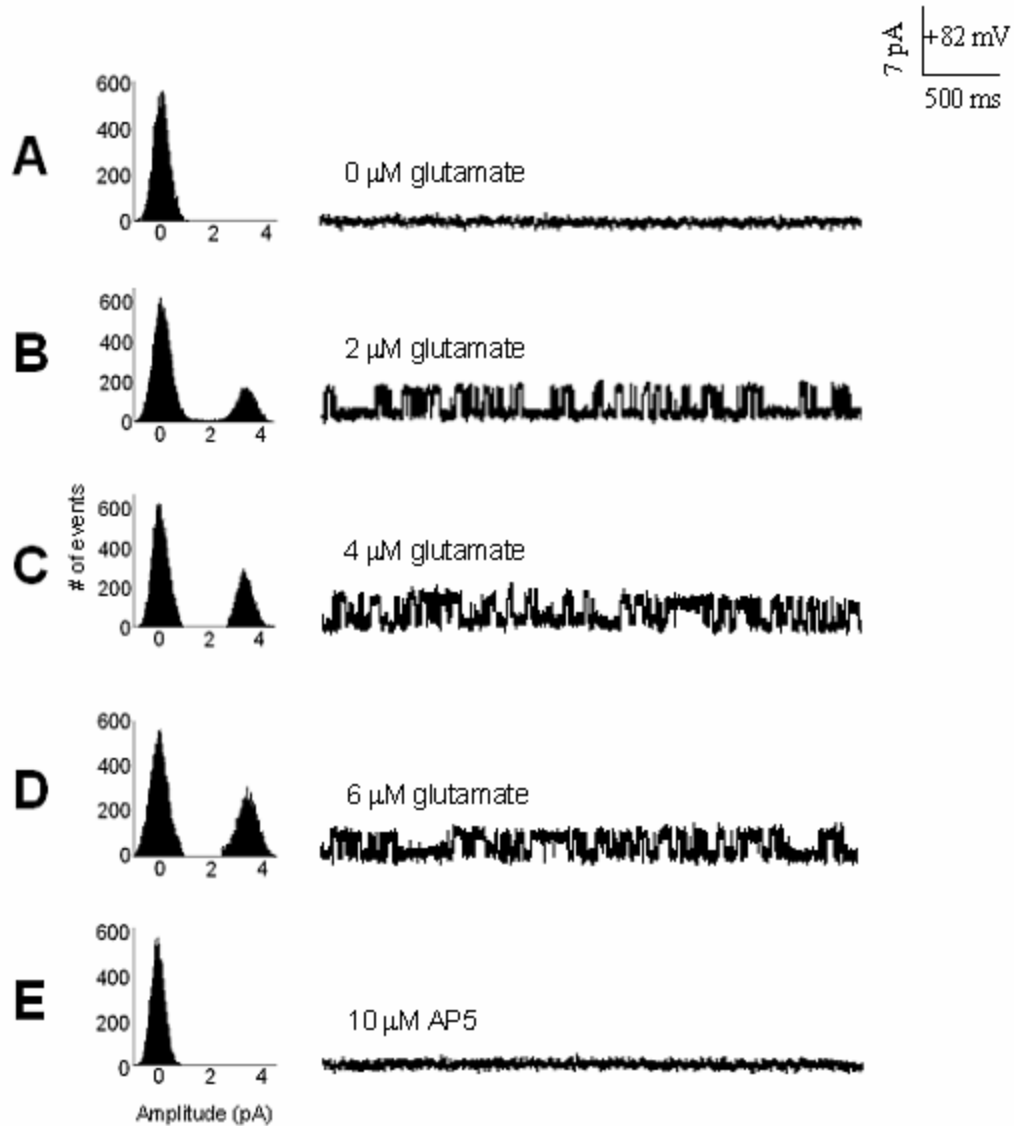 7 pA
+82 mV
500 ms
A
600
400
200
0
0 2 4
0 µM glutamate
B
600
400
200
0
0 2 4
2 µM glutamate
C
# of events
600
400
200
0
0 2 4
4 µM glutamate
D
600
400
200
0
0 2 4
6 µM glutamate
E
600
400
200
0
0 2 4
10 µM AP5
Amplitude (pA)